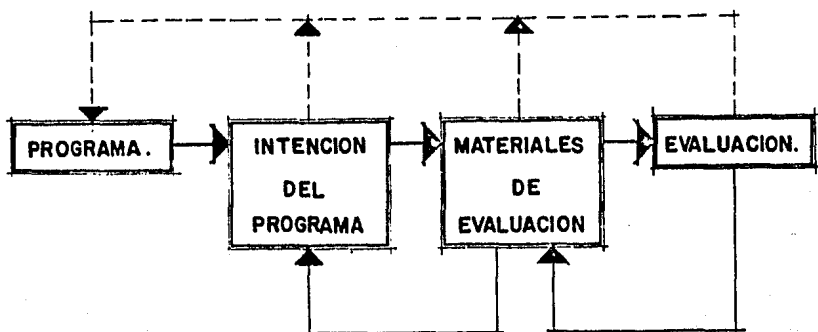 PROGRAMA.
INTENCION
DEL
PROGRAMA
MATERIALES
DE
EVALUACION
EVALUACION.